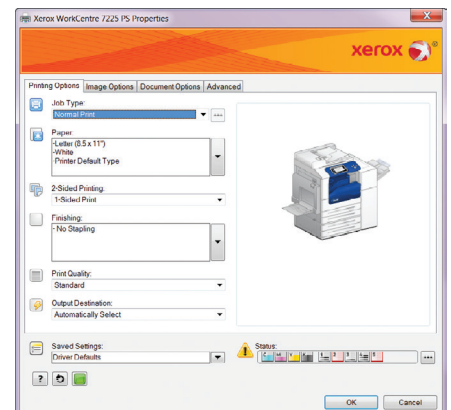 Xerox WorkCentre 7225 PS Properties
xerox
Printing Options Image Options Document Options Advanced
Job Type:
Normal Print
Paper:
-Letter (8.5 x 11")
-White
-Printer Default Type
2-Sided Printing:
1-Sided Print
Finishing:
- No Stapling
Print Quality:
Standard
Output Destination:
Automatically Select
Saved Settings:
Driver Defaults
Status:
OK Cancel